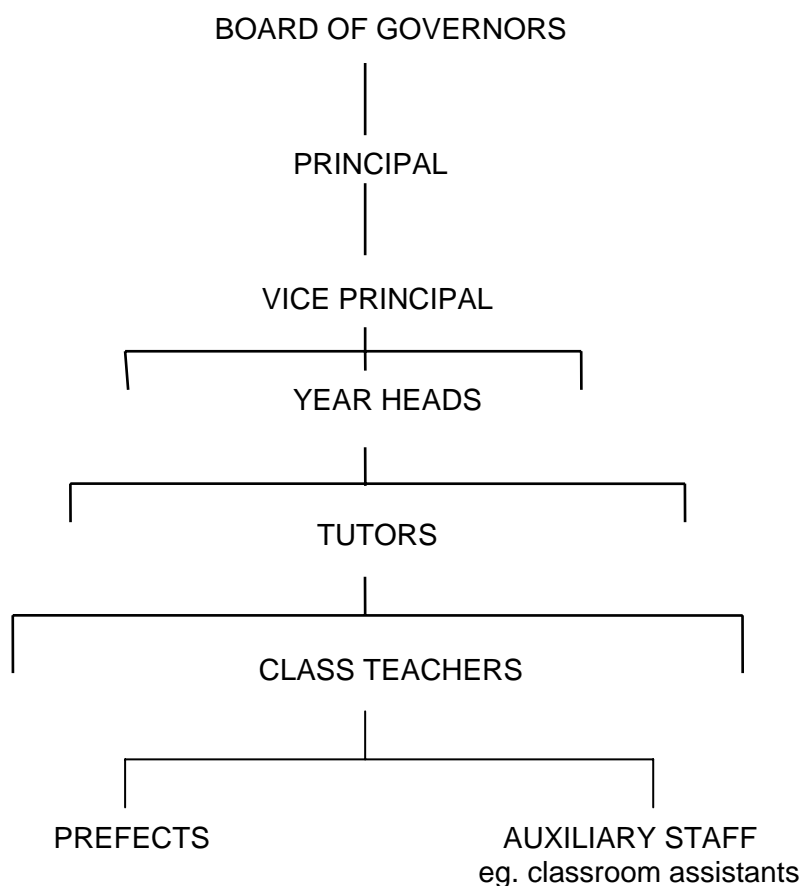 BOARD OF GOVERNORS
PRINCIPAL
VICE PRINCIPAL
YEAR HEADS
TUTORS
CLASS TEACHERS
PREFECTS
AUXILIARY STAFF
eg. classroom assistants